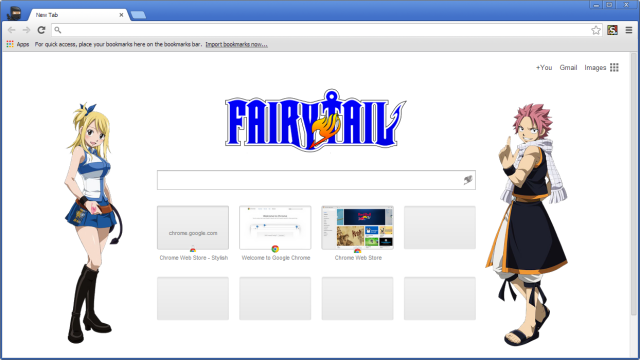 New Tab
Apps For quick access, place your bookmarks here on the bookmarks bar. Import bookmarks now...
+You Gmail Images
FAIRY TAIL
chrome.google.com
Chrome Web Store - Stylish Welcome to Google Chrome Chrome Web Store